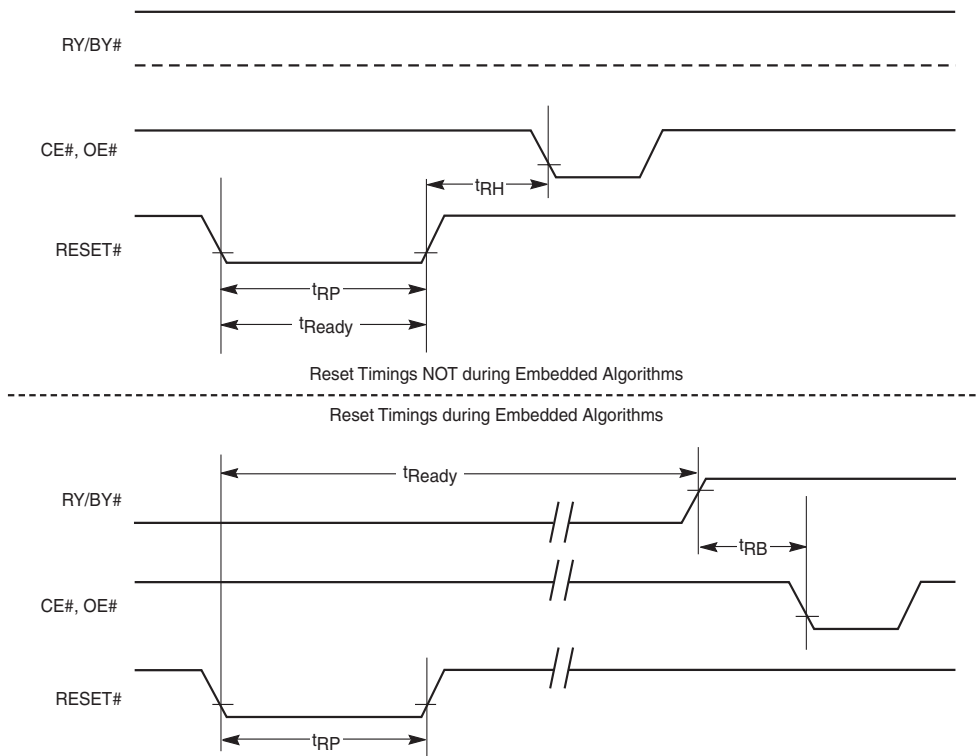 RY/BY#
CE#, OE#
tRH
RESET#
tRP
tReady
Reset Timings NOT during Embedded Algorithms
Reset Timings during Embedded Algorithms
tReady
RY/BY#
tRB
CE#, OE#
RESET#
tRP